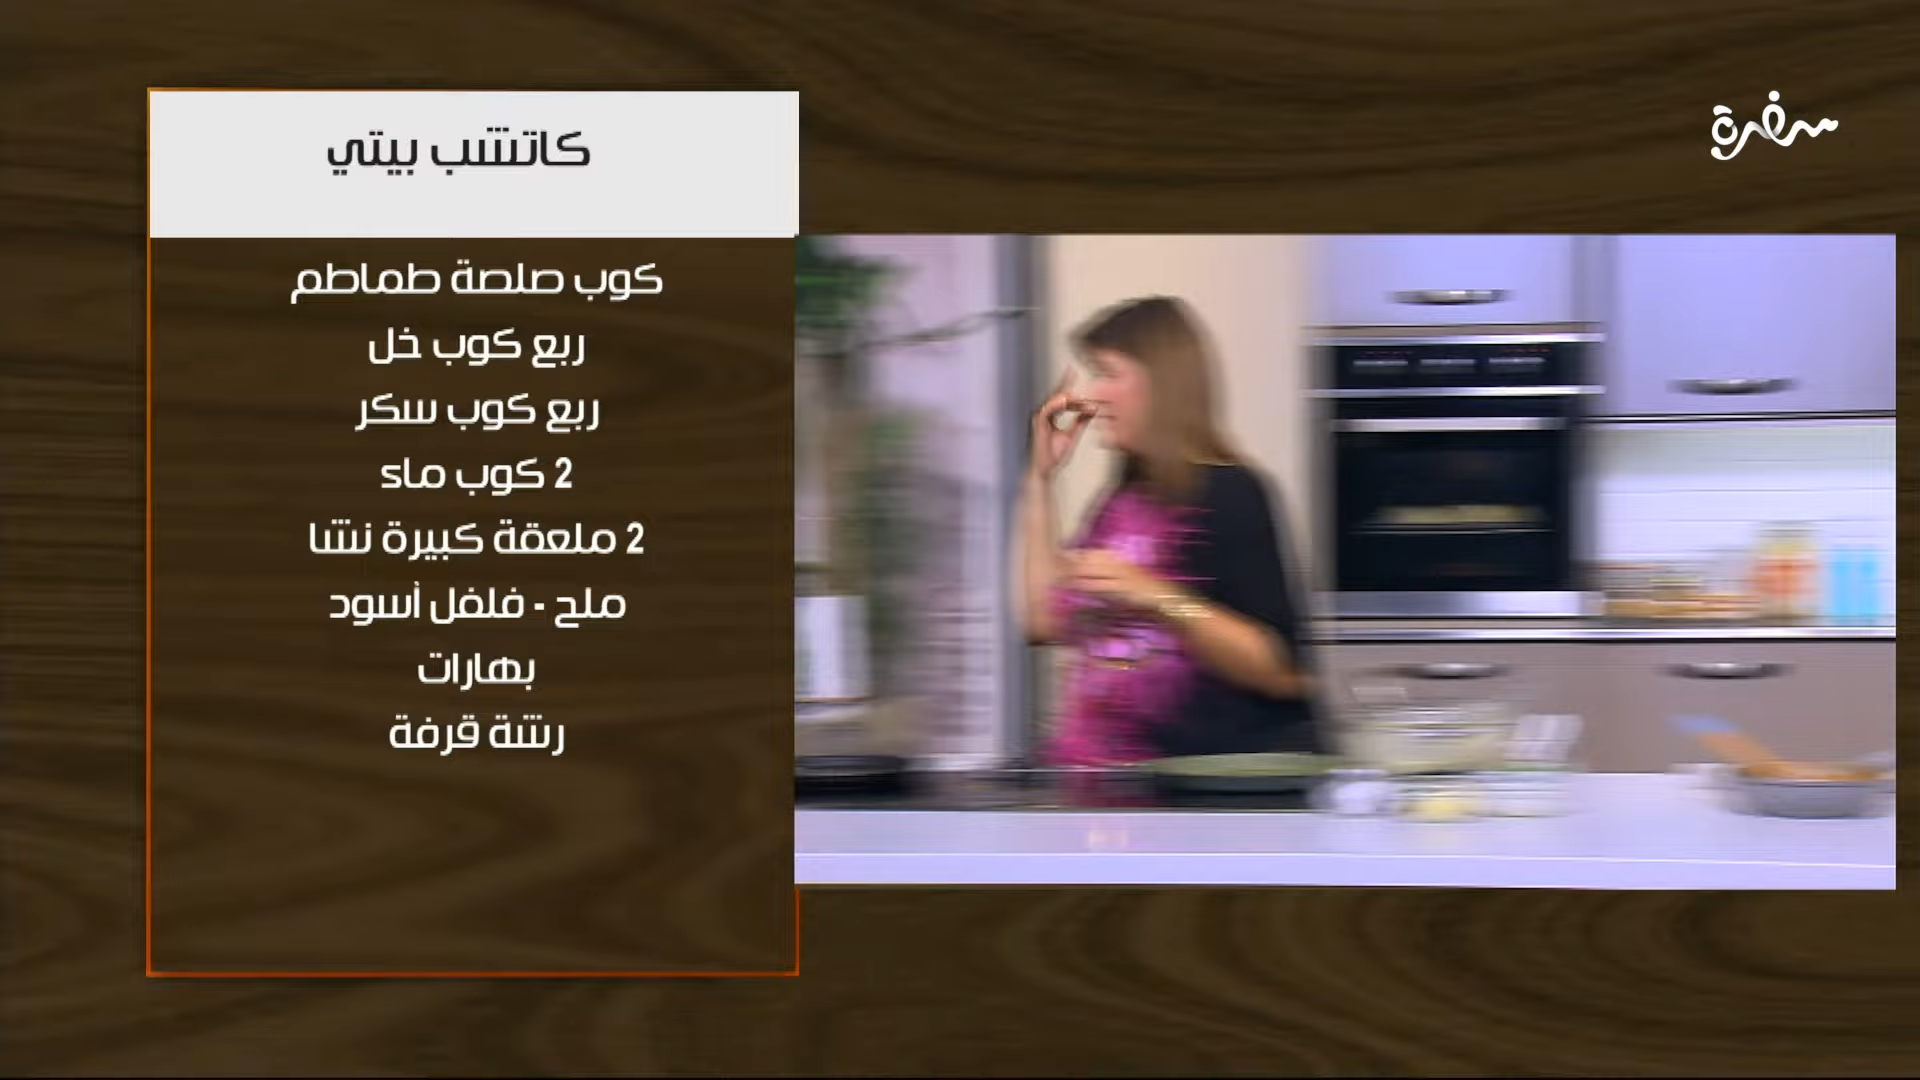 سفرة
كاتشب بيتي
كوب صلصة طماطم
ربع كوب خل
ربع كوب سكر
2 كوب ماء
2 ملعقة كبيرة نشا
ملح - فلفل أسود
بهارات
رشة قرفة